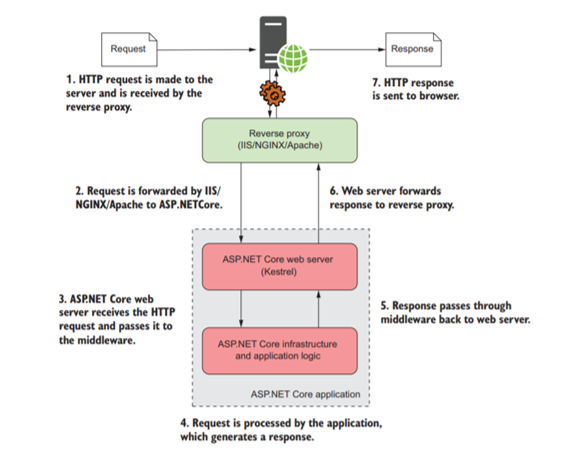 Request
Response
1. HTTP request is made to the
server and is received by the
reverse proxy.
7. HTTP response
is sent to browser.
Reverse proxy
(IIS/NGINX/Apache)
2. Request is forwarded by IIS/
NGINX/Apache to ASP.NETCore.
6. Web server forwards
response to reverse proxy.
ASP.NET Core web server
(Kestrel)
3. ASP.NET Core web
server receives the HTTP
request and passes it to
the middleware.
5. Response passes through
middleware back to web server.
ASP.NET Core infrastructure
and application logic
ASP.NET Core application
4. Request is processed by the application,
which generates a response.